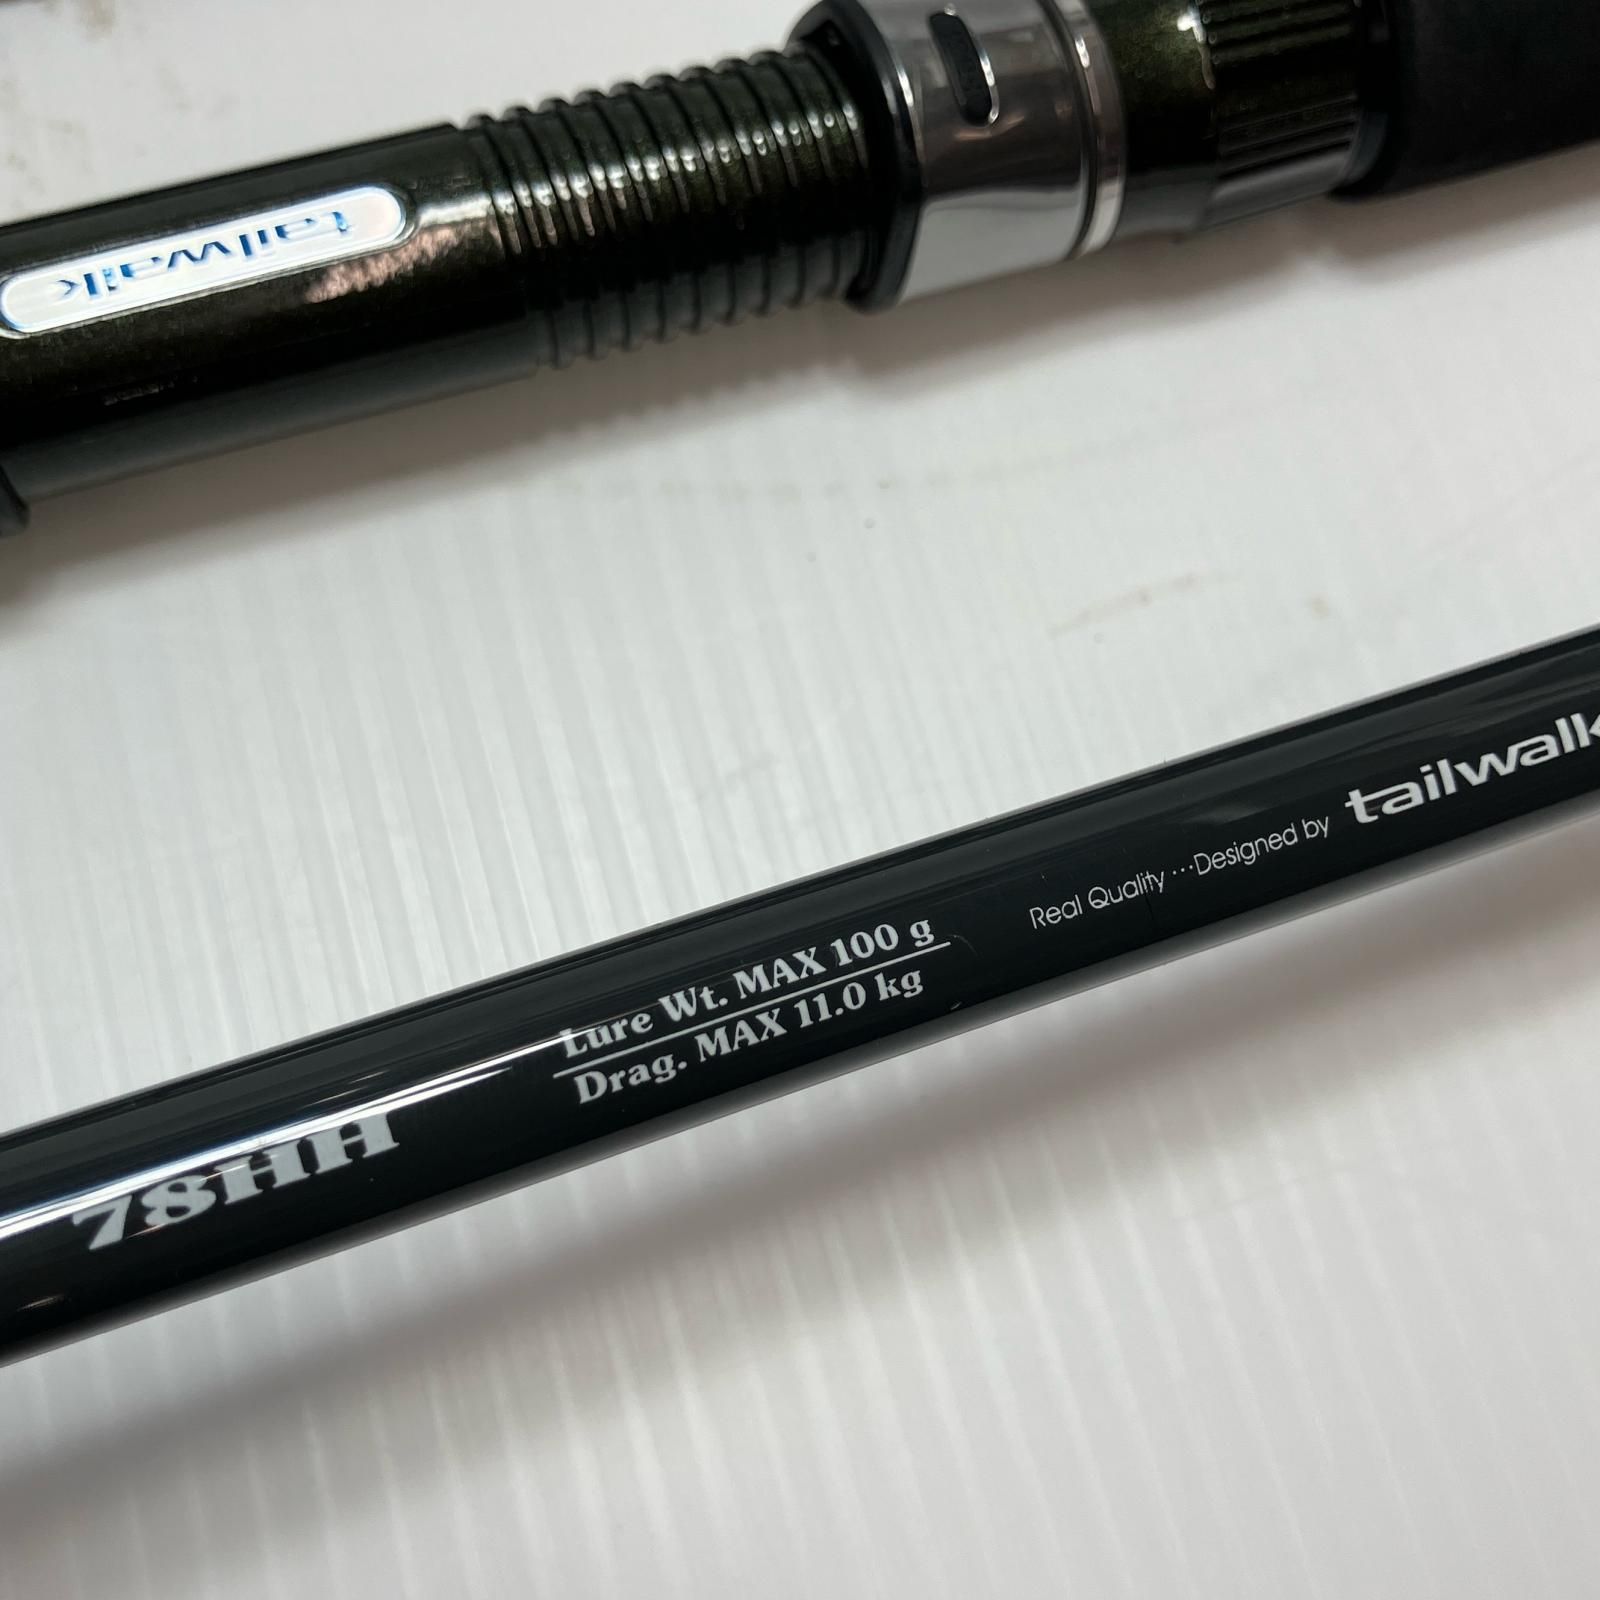 tailwalk
78HH
Lure Wt. MAX 100 g
Drag. MAX 11.0 kg
Real Quality ···Designed by tailwalk